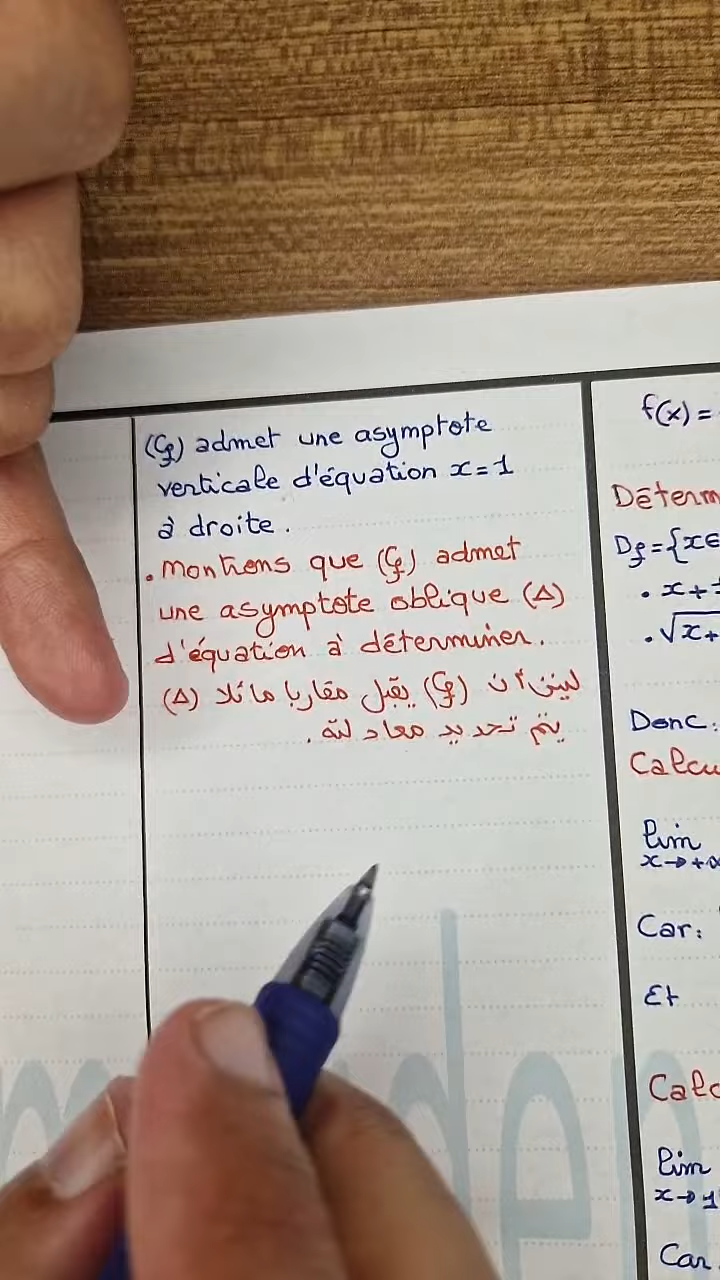 (Cf) admet une asymptote
verticale d'équation x=1
à droite.
• Montrons que (Cf) admet
une asymptote oblique (Δ)
d'équation à déterminer.
لنبين أن (Cf) يقبل مقاربا مائلا (Δ)
يتم تحديد معادلته.
f(x) =
Déterm
Df={x∈
• x+1
• √x+
Donc:
Calcu
lim
x→+∞
Car:
Et
Calc
lim
x→1
Car